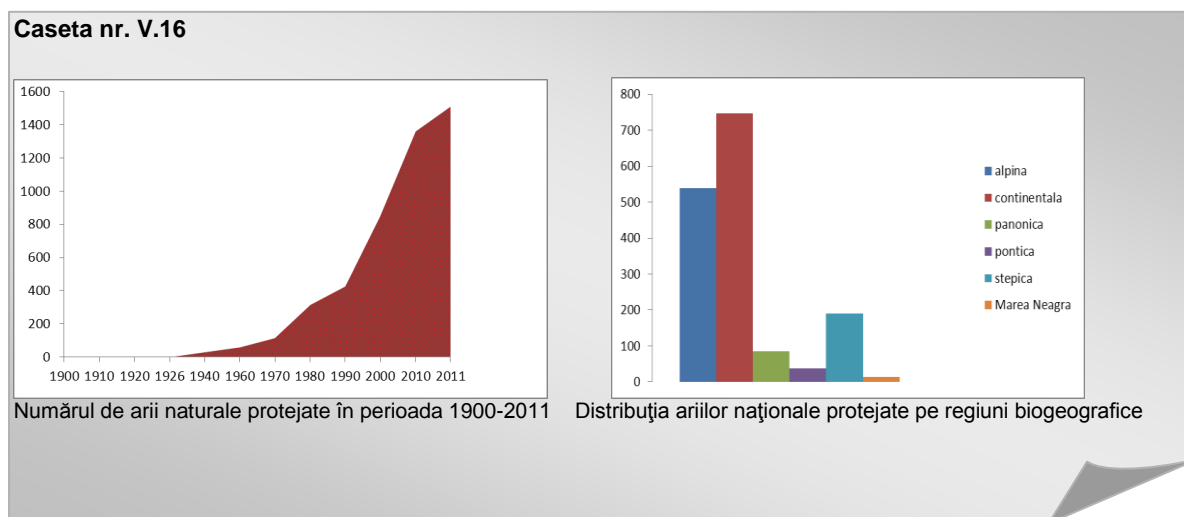 Caseta nr. V.16
1600
1400
1200
1000
800
600
400
200
0
1900 1910 1920 1926 1940 1960 1970 1980 1990 2000 2010 2011
Numărul de arii naturale protejate în perioada 1900-2011
800
700
600
500
400
300
200
100
0
alpina
continentala
panonica
pontica
stepica
Marea Neagra
Distribuţia ariilor naţionale protejate pe regiuni biogeografice